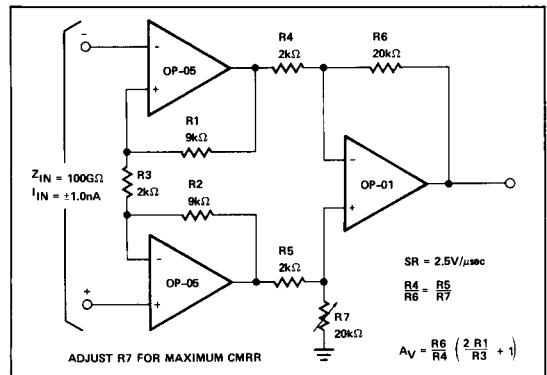 −
−
OP-05
+
R4
2kΩ
R6
20kΩ
R1
9kΩ
ZIN = 100GΩ
IIN = ±1.0nA
R3
2kΩ
R2
9kΩ
−
OP-01
+
−
OP-05
+
+
R5
2kΩ
R7
20kΩ
SR = 2.5V/μsec
R4/R6 = R5/R7
AV = R6/R4 (2 R1/R3 + 1)
ADJUST R7 FOR MAXIMUM CMRR